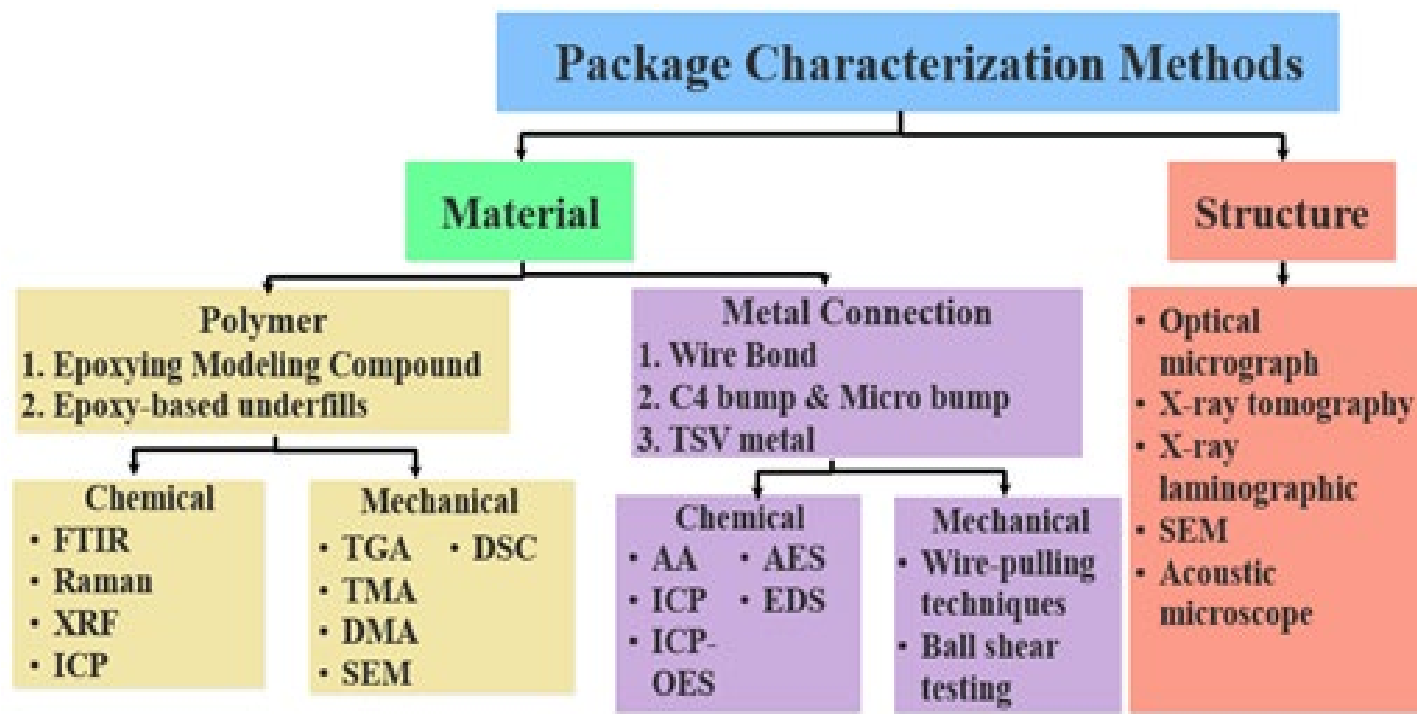 Package Characterization Methods
Material
Structure
Polymer
1. Epoxying Modeling Compound
2. Epoxy-based underfills
Metal Connection
1. Wire Bond
2. C4 bump & Micro bump
3. TSV metal
Chemical
• FTIR
• Raman
• XRF
• ICP
Mechanical
• TGA • DSC
• TMA
• DMA
• SEM
Chemical
• AA • AES
• ICP • EDS
• ICP-
OES
Mechanical
• Wire-pulling
techniques
• Ball shear
testing
• Optical
micrograph
• X-ray tomography
• X-ray
laminographic
• SEM
• Acoustic
microscope